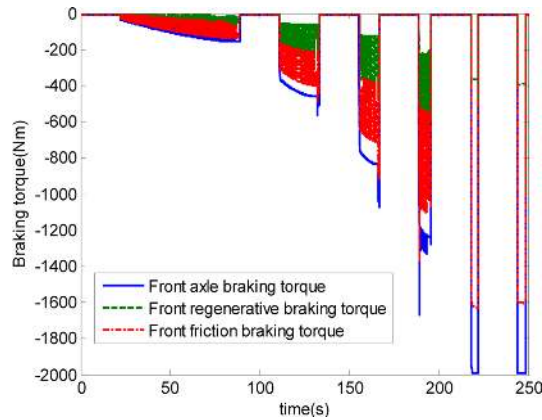 0
-200
-400
-600
-800
-1000
-1200
-1400
-1600
-1800
-2000
Braking torque(Nm)
Front axle braking torque
Front regenerative braking torque
Front friction braking torque
0 50 100 150 200 250
time(s)